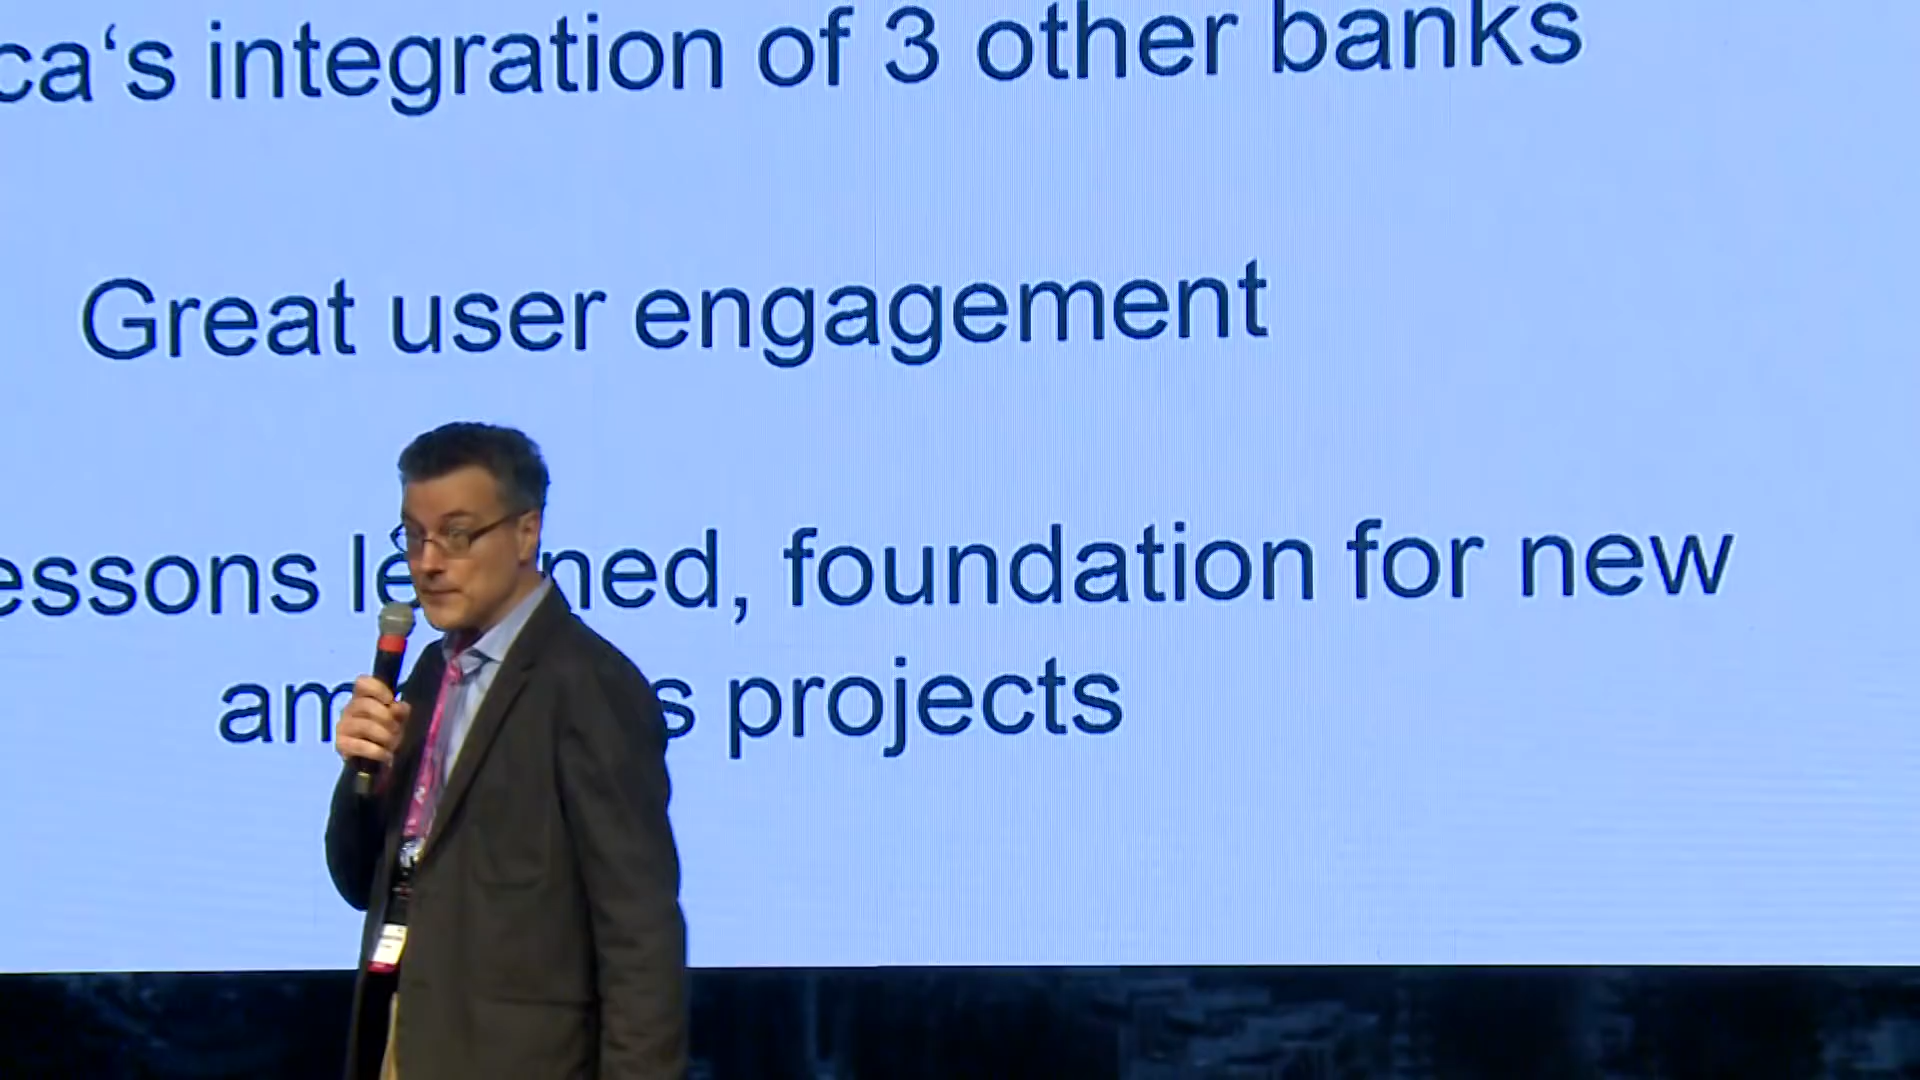 ca‘s integration of 3 other banks
Great user engagement
essons le ned, foundation for new
am s projects